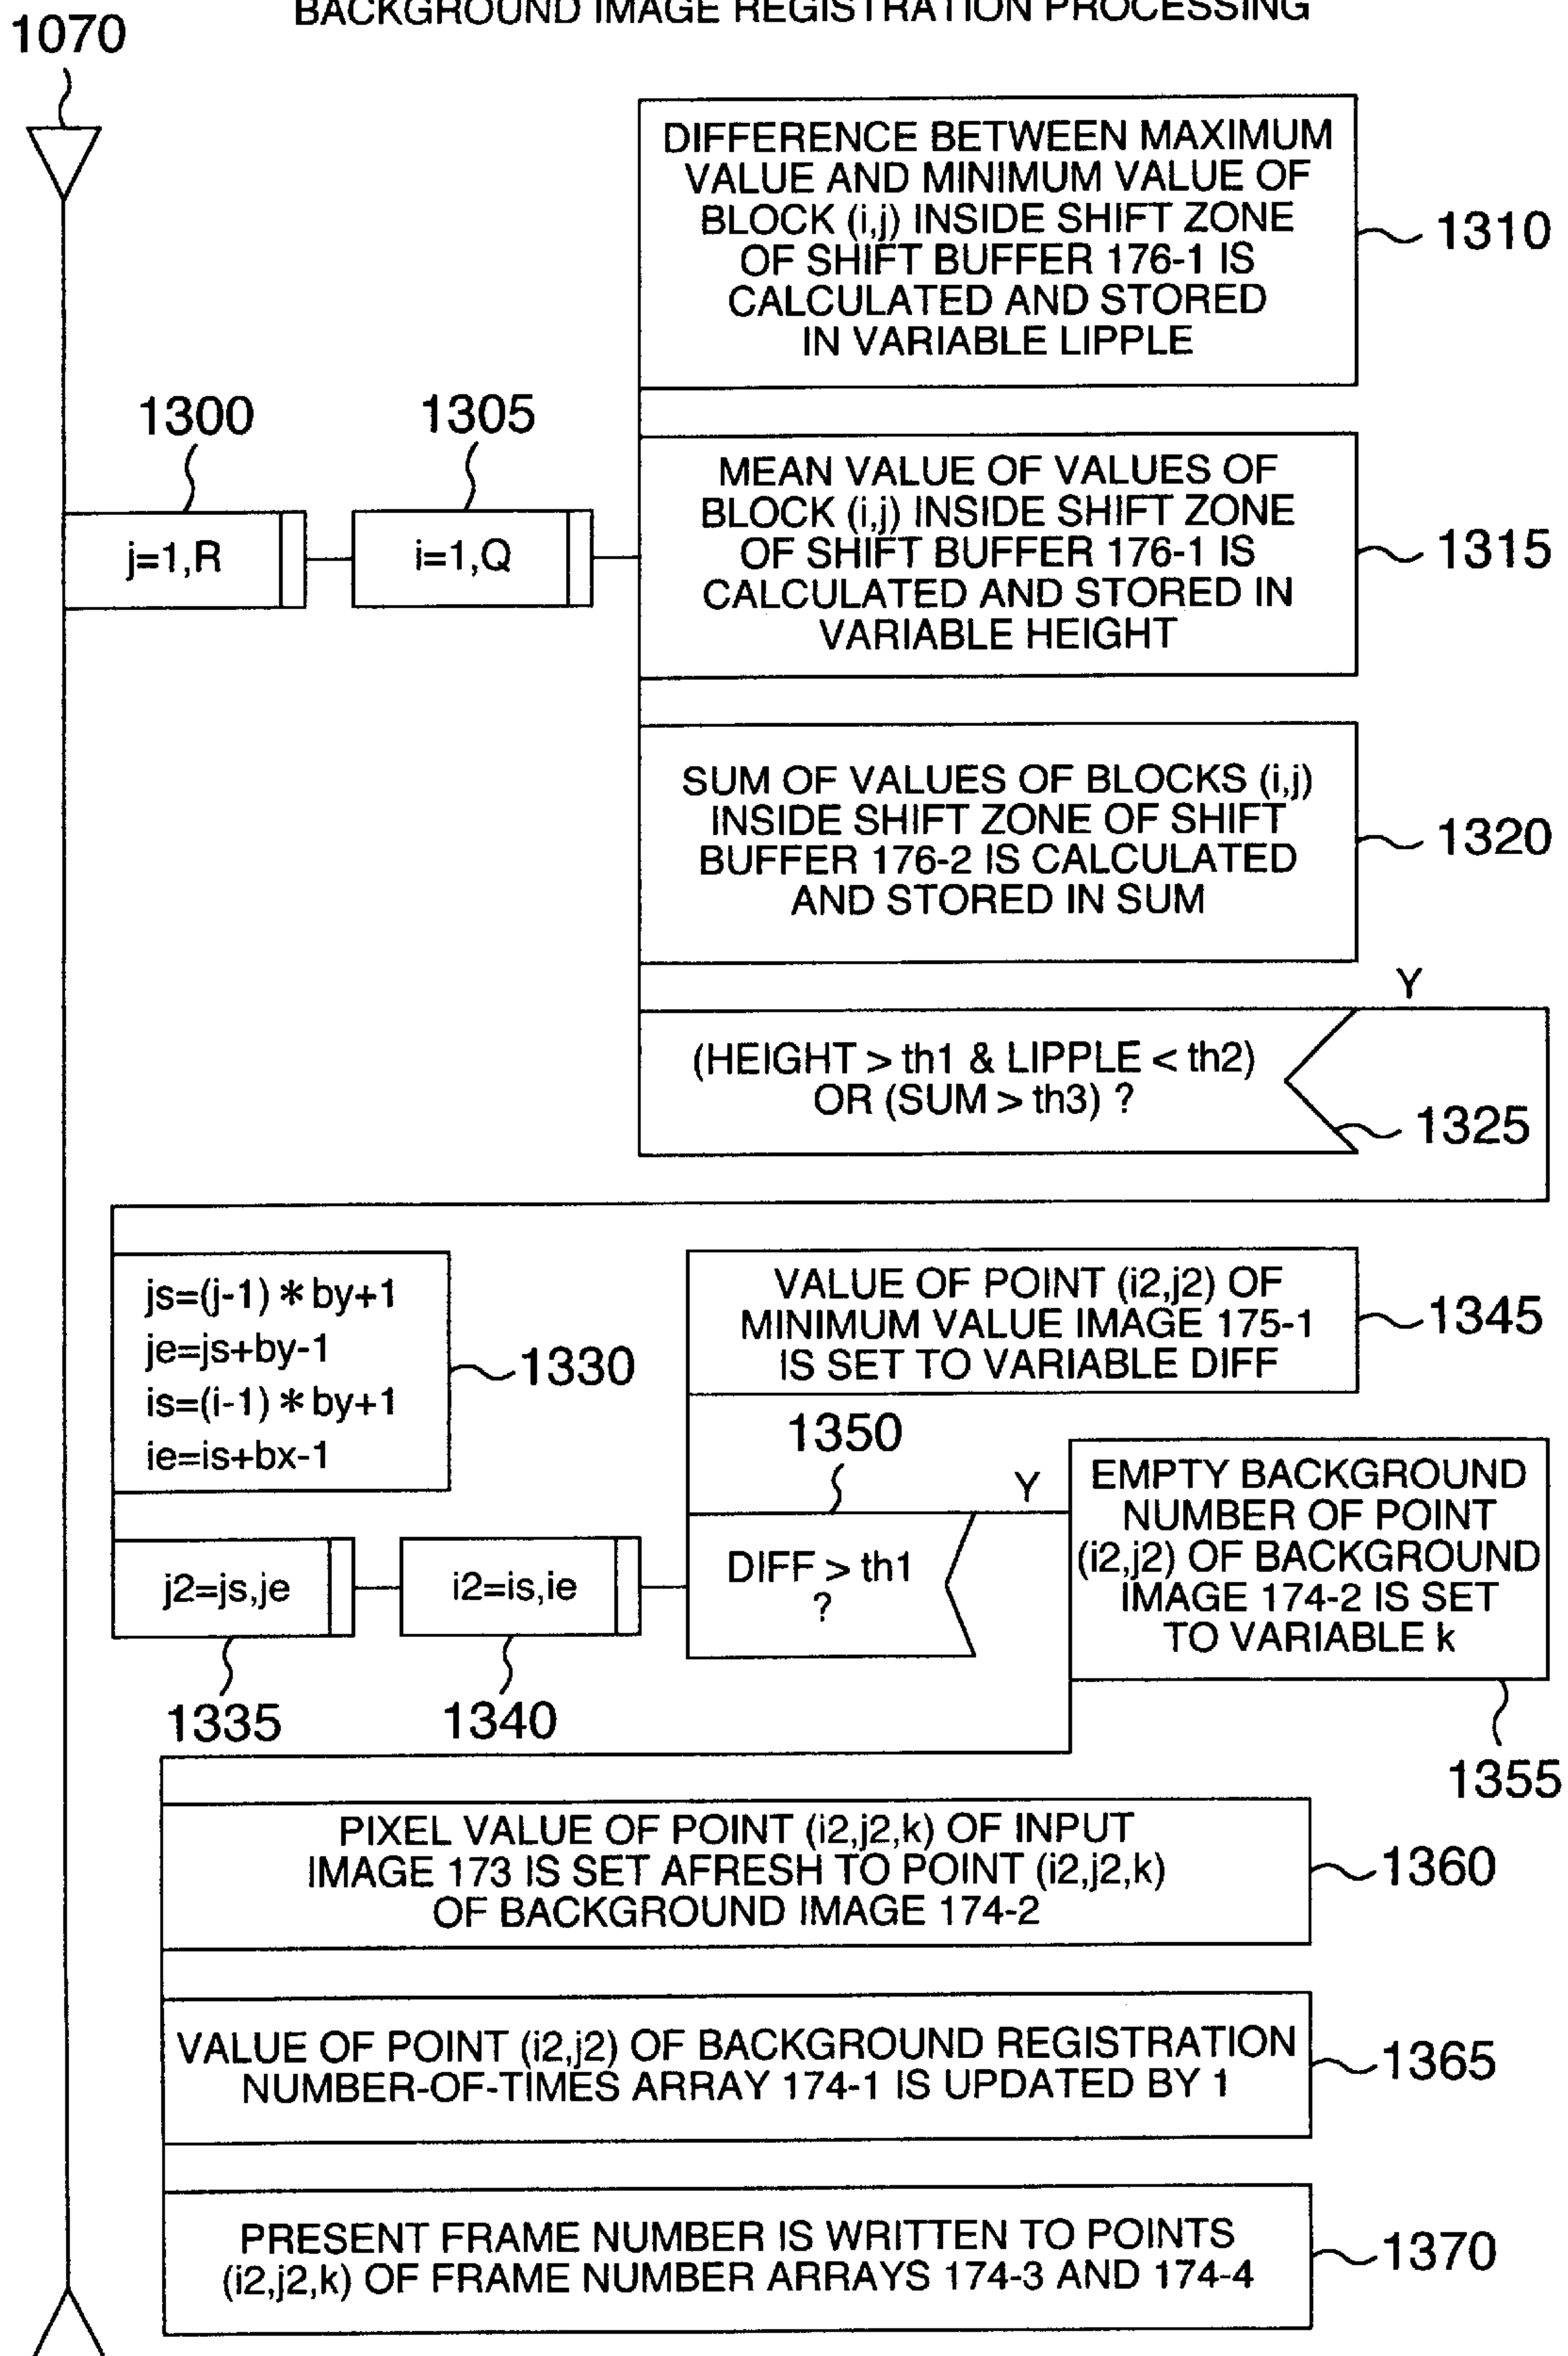 BACKGROUND IMAGE REGISTRATION PROCESSING
1070
DIFFERENCE BETWEEN MAXIMUM
VALUE AND MINIMUM VALUE OF
BLOCK (i,j) INSIDE SHIFT ZONE
OF SHIFT BUFFER 176-1 IS
CALCULATED AND STORED
IN VARIABLE LIPPLE
1310
1300
1305
j=1,R
i=1,Q
MEAN VALUE OF VALUES OF
BLOCK (i,j) INSIDE SHIFT ZONE
OF SHIFT BUFFER 176-1 IS
CALCULATED AND STORED IN
VARIABLE HEIGHT
1315
SUM OF VALUES OF BLOCKS (i,j)
INSIDE SHIFT ZONE OF SHIFT
BUFFER 176-2 IS CALCULATED
AND STORED IN SUM
1320
Y
(HEIGHT > th1 & LIPPLE < th2)
OR (SUM > th3) ?
1325
js=(j-1) * by+1
je=js+by-1
is=(i-1) * by+1
ie=is+bx-1
1330
VALUE OF POINT (i2,j2) OF
MINIMUM VALUE IMAGE 175-1
IS SET TO VARIABLE DIFF
1345
1350
Y
j2=js,je
i2=is,ie
DIFF > th1
?
EMPTY BACKGROUND
NUMBER OF POINT
(i2,j2) OF BACKGROUND
IMAGE 174-2 IS SET
TO VARIABLE k
1335
1340
1355
PIXEL VALUE OF POINT (i2,j2,k) OF INPUT
IMAGE 173 IS SET AFRESH TO POINT (i2,j2,k)
OF BACKGROUND IMAGE 174-2
1360
VALUE OF POINT (i2,j2) OF BACKGROUND REGISTRATION
NUMBER-OF-TIMES ARRAY 174-1 IS UPDATED BY 1
1365
PRESENT FRAME NUMBER IS WRITTEN TO POINTS
(i2,j2,k) OF FRAME NUMBER ARRAYS 174-3 AND 174-4
1370